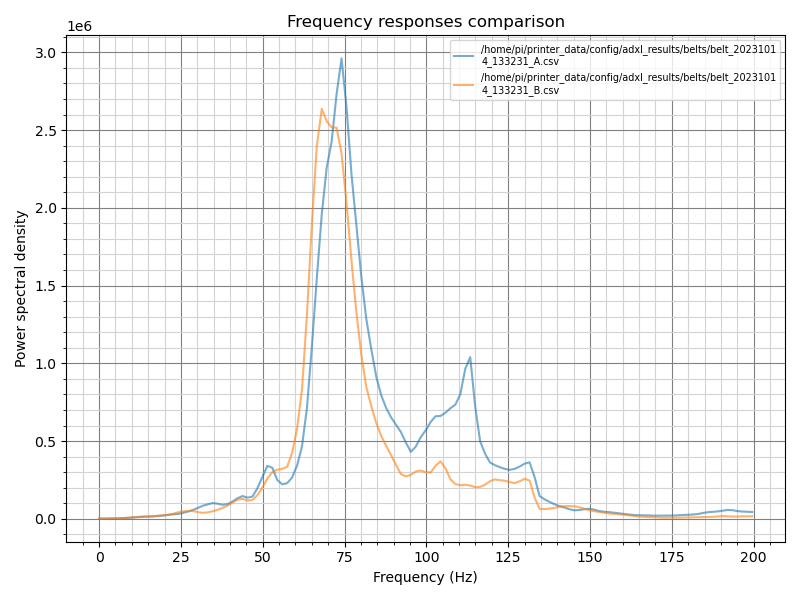 Frequency responses comparison
1e6
/home/pi/printer_data/config/adxl_results/belts/belt_2023101
4_133231_A.csv
/home/pi/printer_data/config/adxl_results/belts/belt_2023101
4_133231_B.csv
3.0
2.5
2.0
1.5
1.0
0.5
0.0
Power spectral density
0 25 50 75 100 125 150 175 200
Frequency (Hz)